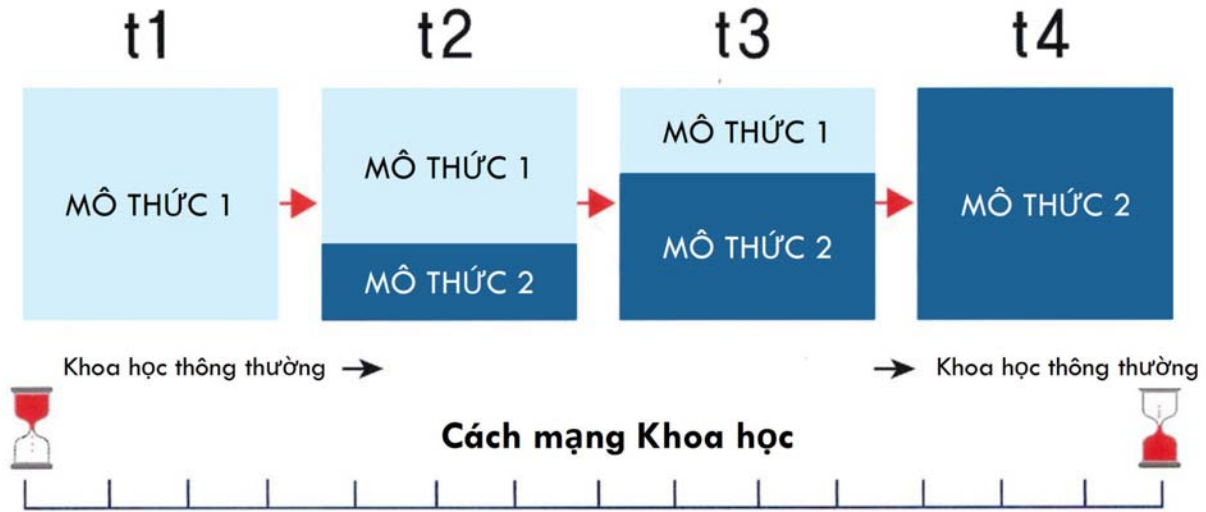 t1 t2 t3 t4
MÔ THỨC 1
MÔ THỨC 1
MÔ THỨC 2
MÔ THỨC 1
MÔ THỨC 2
MÔ THỨC 2
Khoa học thông thường
Khoa học thông thường
Cách mạng Khoa học